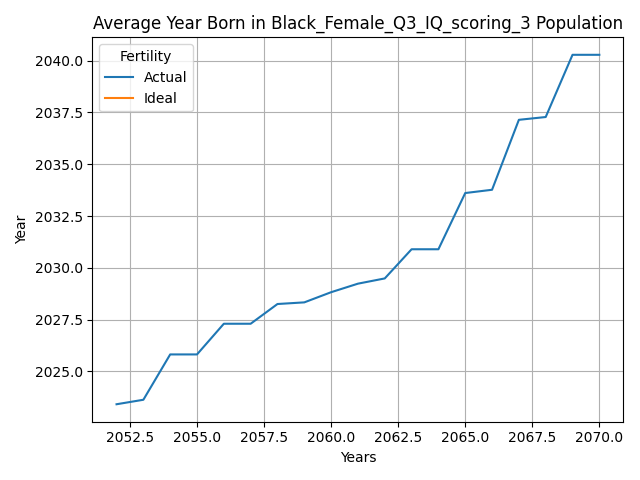 Average Year Born in Black_Female_Q3_IQ_scoring_3 Population
Fertility
Actual
Ideal
2040.0
2037.5
2035.0
2032.5
2030.0
2027.5
2025.0
Year
2052.5 2055.0 2057.5 2060.0 2062.5 2065.0 2067.5 2070.0
Years